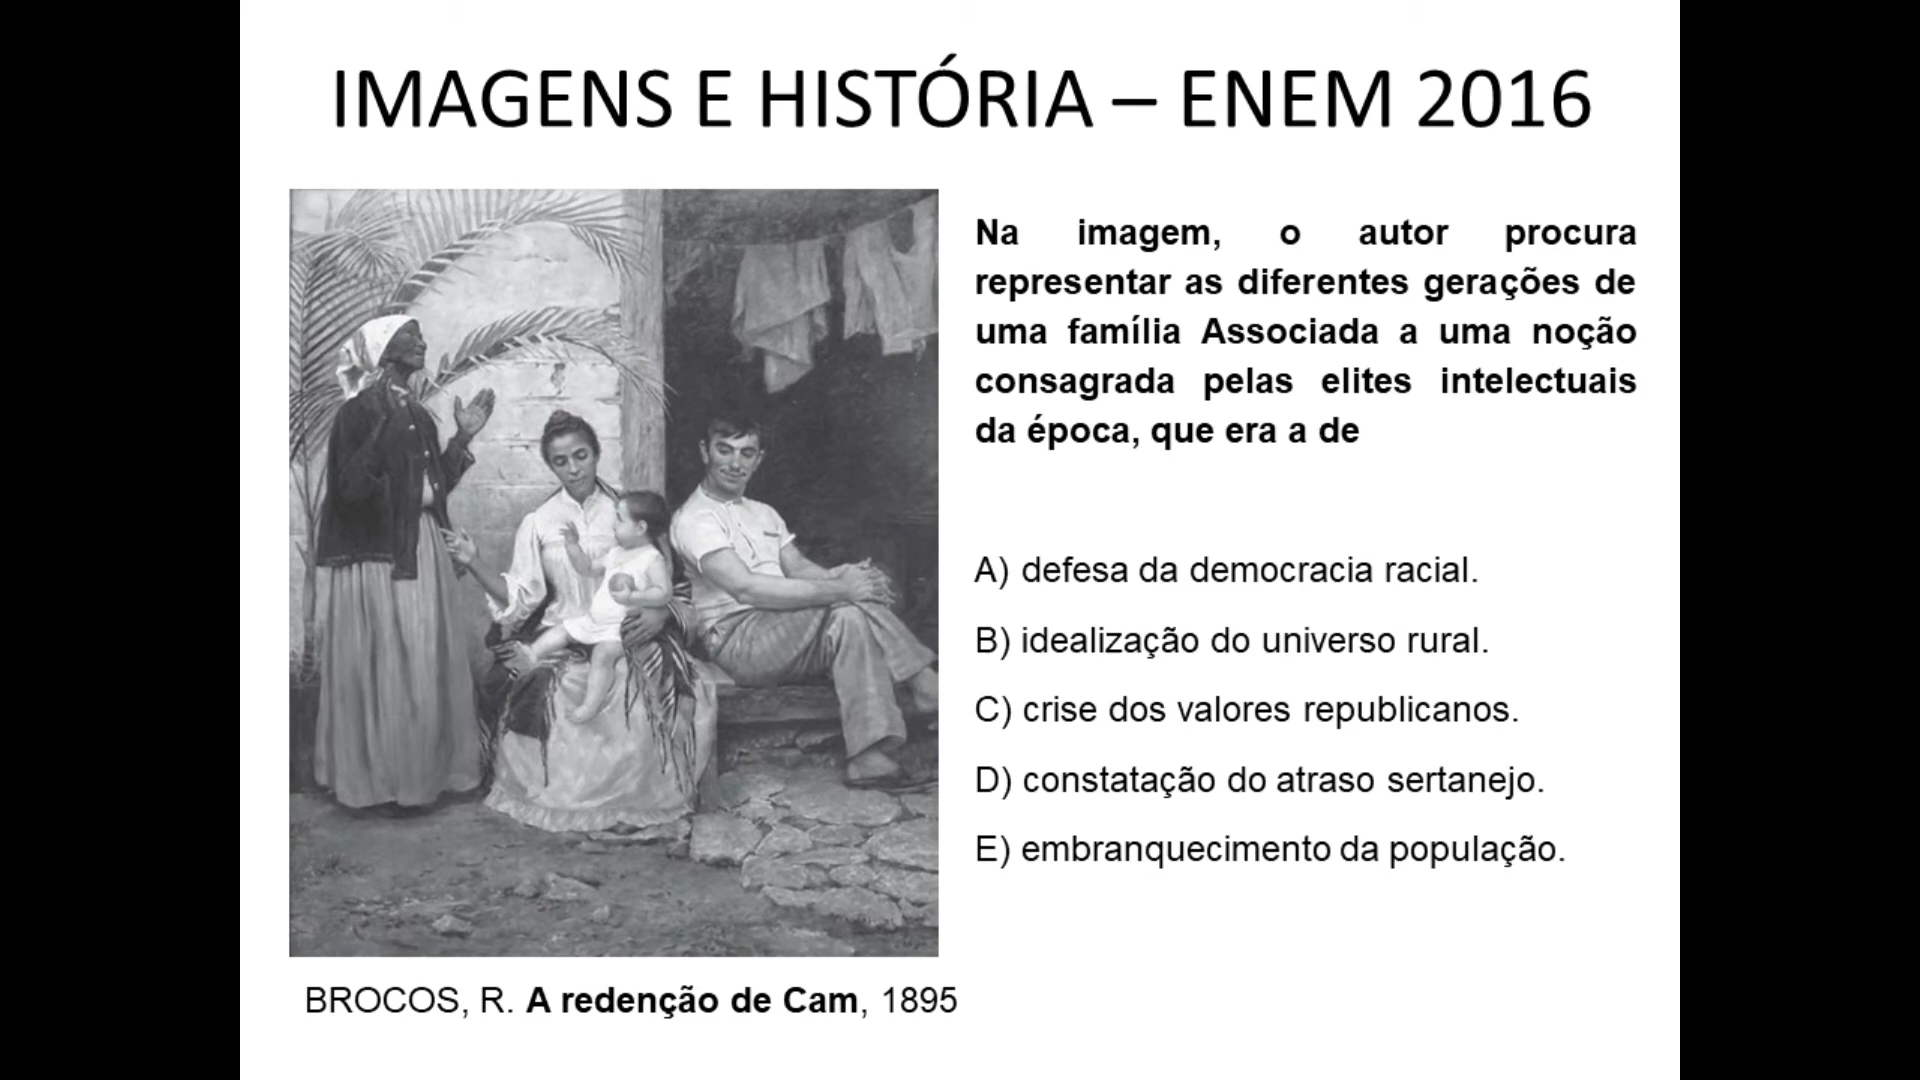 IMAGENS E HISTÓRIA – ENEM 2016
Na imagem, o autor procura
representar as diferentes gerações de
uma família Associada a uma noção
consagrada pelas elites intelectuais
da época, que era a de
A) defesa da democracia racial.
B) idealização do universo rural.
C) crise dos valores republicanos.
D) constatação do atraso sertanejo.
E) embranquecimento da população.
BROCOS, R. A redenção de Cam, 1895